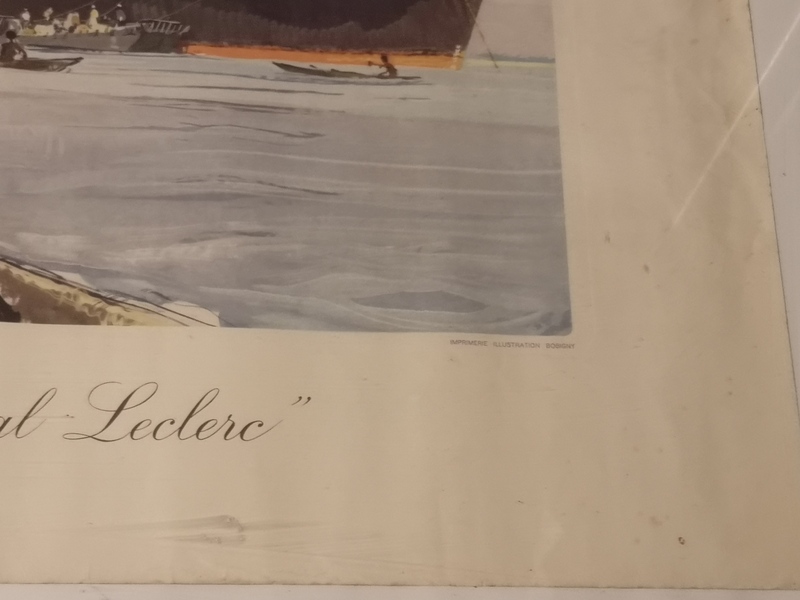 IMPRIMERIE ILLUSTRATION BOBIGNY
al Leclerc"